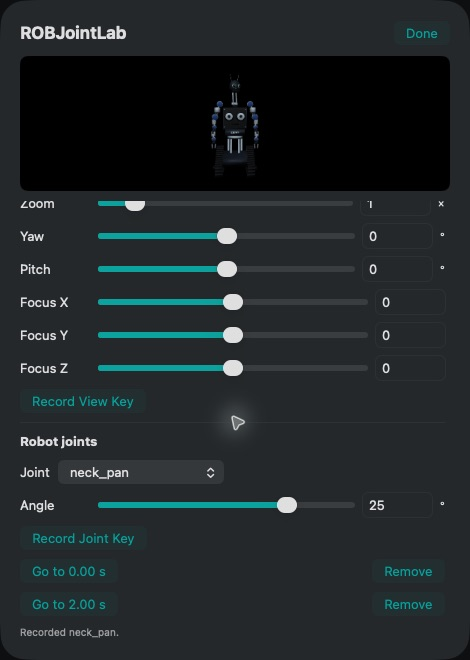 ROBJointLab
Done
Zoom 1 ×
Yaw 0 °
Pitch 0 °
Focus X 0
Focus Y 0
Focus Z 0
Record View Key
Robot joints
Joint neck_pan
Angle 25 °
Record Joint Key
Go to 0.00 s Remove
Go to 2.00 s Remove
Recorded neck_pan.